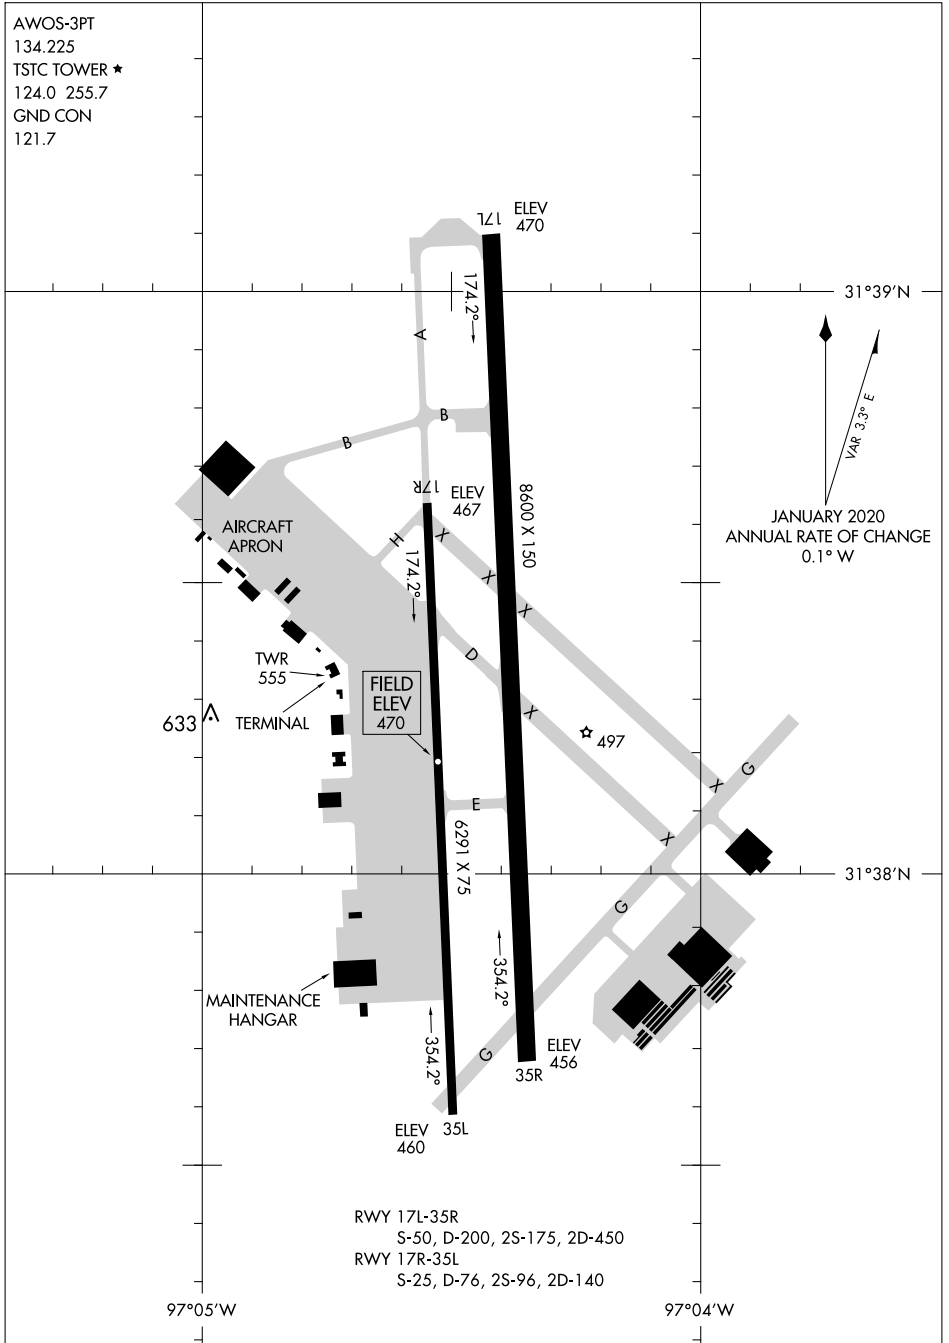 AWOS-3PT
134.225
TSTC TOWER ★
124.0 255.7
GND CON
121.7
17L
ELEV
470
31°39'N
174.2°
A
VAR 3.3° E
B
B
17R
ELEV
467
8600 X 150
JANUARY 2020
ANNUAL RATE OF CHANGE
0.1° W
AIRCRAFT
APRON
H
X
174.2°
X
X
D
TWR
555
FIELD
ELEV
470
633
TERMINAL
X
497
G
X
E
6291 X 75
X
31°38'N
G
354.2°
MAINTENANCE
HANGAR
354.2°
G
ELEV
456
35R
ELEV
460
35L
RWY 17L-35R
S-50, D-200, 2S-175, 2D-450
RWY 17R-35L
S-25, D-76, 2S-96, 2D-140
97°05'W
97°04'W